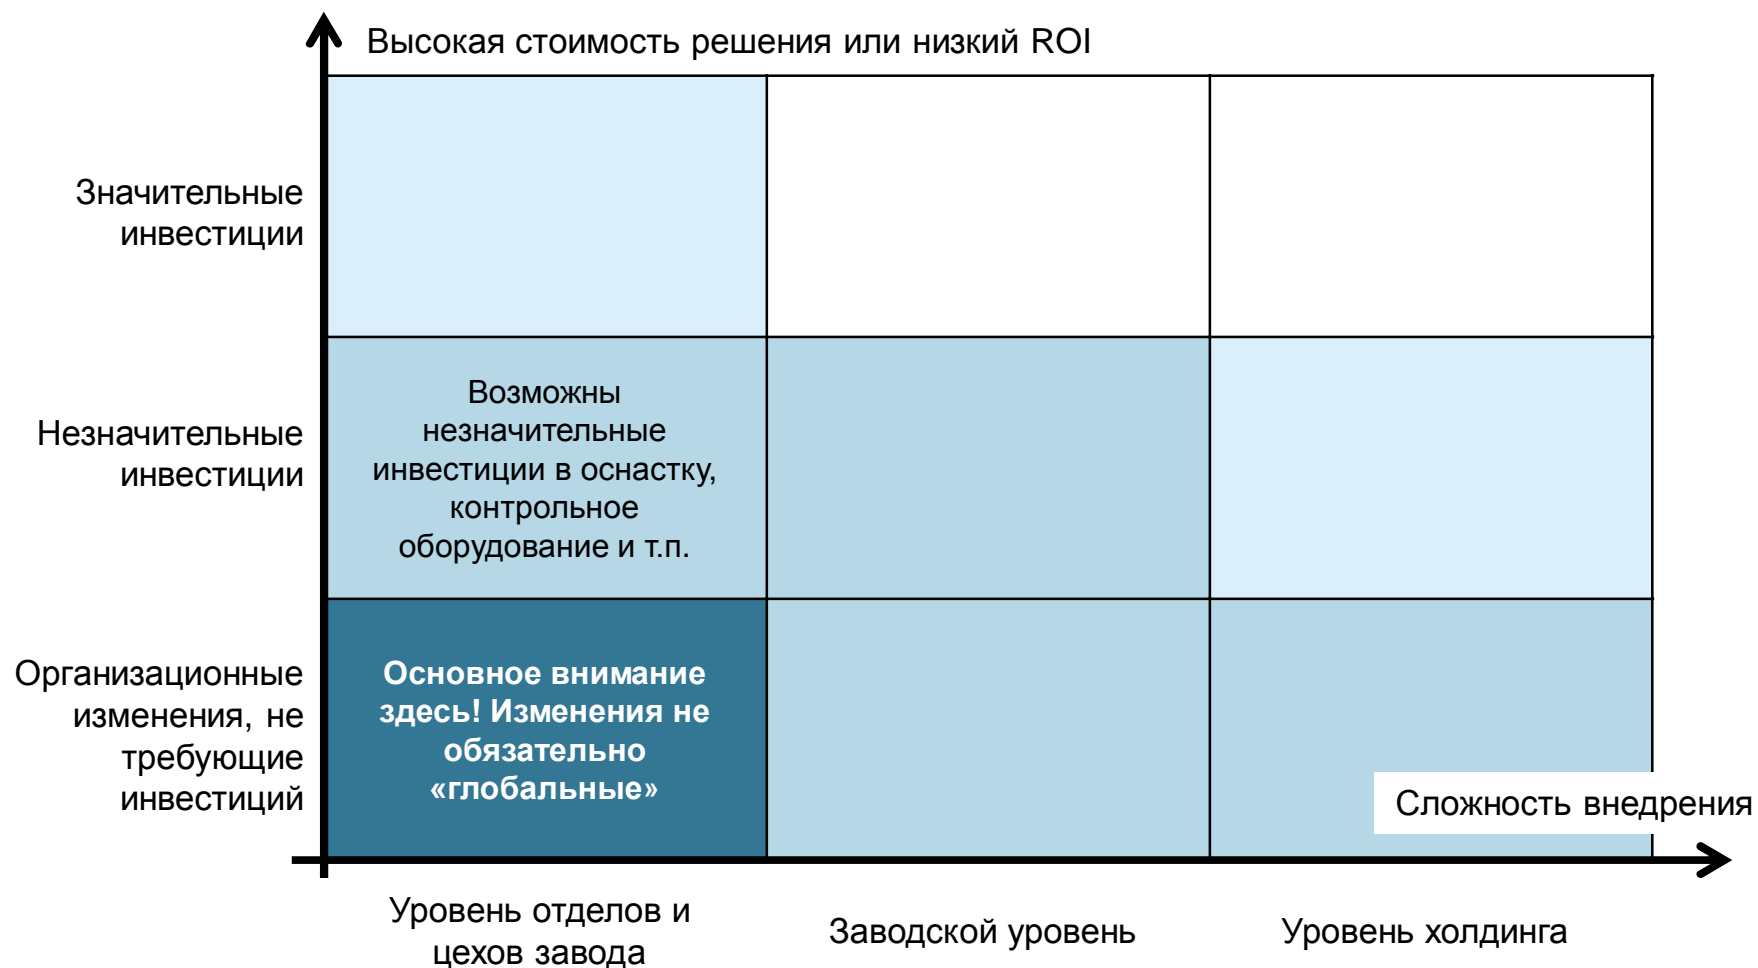 Высокая стоимость решения или низкий ROI
Значительные
инвестиции
Незначительные
инвестиции
Возможны
незначительные
инвестиции в оснастку,
контрольное
оборудование и т.п.
Организационные
изменения, не
требующие
инвестиций
Основное внимание
здесь! Изменения не
обязательно
«глобальные»
Сложность внедрения
Уровень отделов и
цехов завода
Заводской уровень
Уровень холдинга